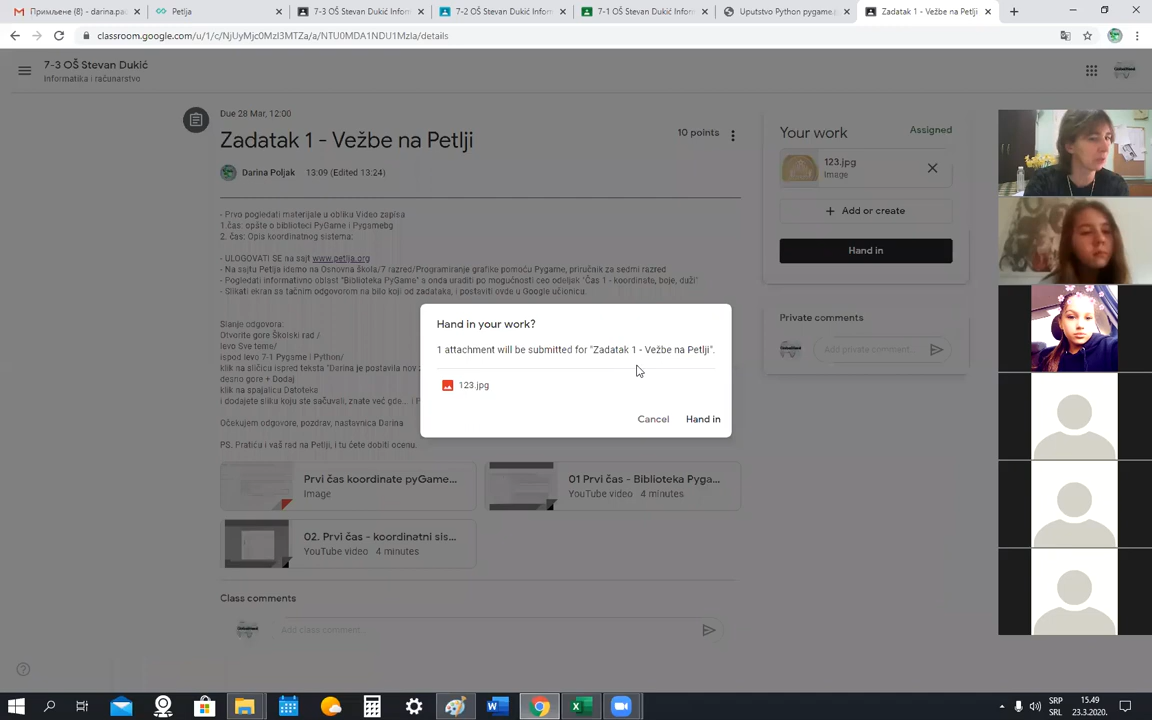 Примљене (8) - darina.pal
Petlja
7-3 OŠ Stevan Dukić Inform
7-2 OŠ Stevan Dukić Inform
7-1 OŠ Stevan Dukić Inform
Uputstvo Python pygame.p
Zadatak 1 - Vežbe na Petlji
7-3 OŠ Stevan Dukić
Informatika i računarstvo
Due 28 Mar, 12:00
Zadatak 1 - Vežbe na Petlji
10 points
Darina Poljak 13:09 (Edited 13:24)
- Prvo pogledati materijale u obliku Video zapisa
1.čas: opšte o biblioteci PyGame i Pygamebg
2. čas: Opis koordinatnog sistema:
- ULOGOVATI SE na sajt www.petlja.org
- Na sajtu Petlja idemo na Osnovna škola/7 razred/Programiranje grafike pomoću Pygame, priručnik za sedmi razred
- Pogledati informativno oblast "Biblioteka PyGame" a onda uraditi po mogućosti ceo odeljak "Čas 1 - koordinate, boje, duži"
- Slikati ekran sa tačnim odgovorom na bilo koji od zadataka, i postaviti ovde u Google učionicu.
Slanje odgovora:
Otvorite gore Školski rad /
levo Sve teme/
ispod levo 7-1 Pygame i Python/
klik na sličicu ispred teksta "Darina je postavila nov
desno gore + Dodaj
klik na spajalicu Datoteka
i dodajete sliku koju ste sačuvali, znate već gde...
Očekujem odgovore, pozdrav, nastavnica Darina
PS. Pratiću i vaš rad na Petlji, i tu ćete dobiti ocenu.
Prvi čas koordinate pyGame...
Image
01 Prvi čas - Biblioteka Pyga...
YouTube video 4 minutes
02. Prvi čas - koordinatni sis...
YouTube video 4 minutes
Class comments
Add class comment...
Your work
Assigned
123.jpg
Image
+ Add or create
Hand in
Private comments
Add private comment...
Hand in your work?
1 attachment will be submitted for "Zadatak 1 - Vežbe na Petlji".
123.jpg
Cancel Hand in
SRP
SRL
15.49
23.3.2020.